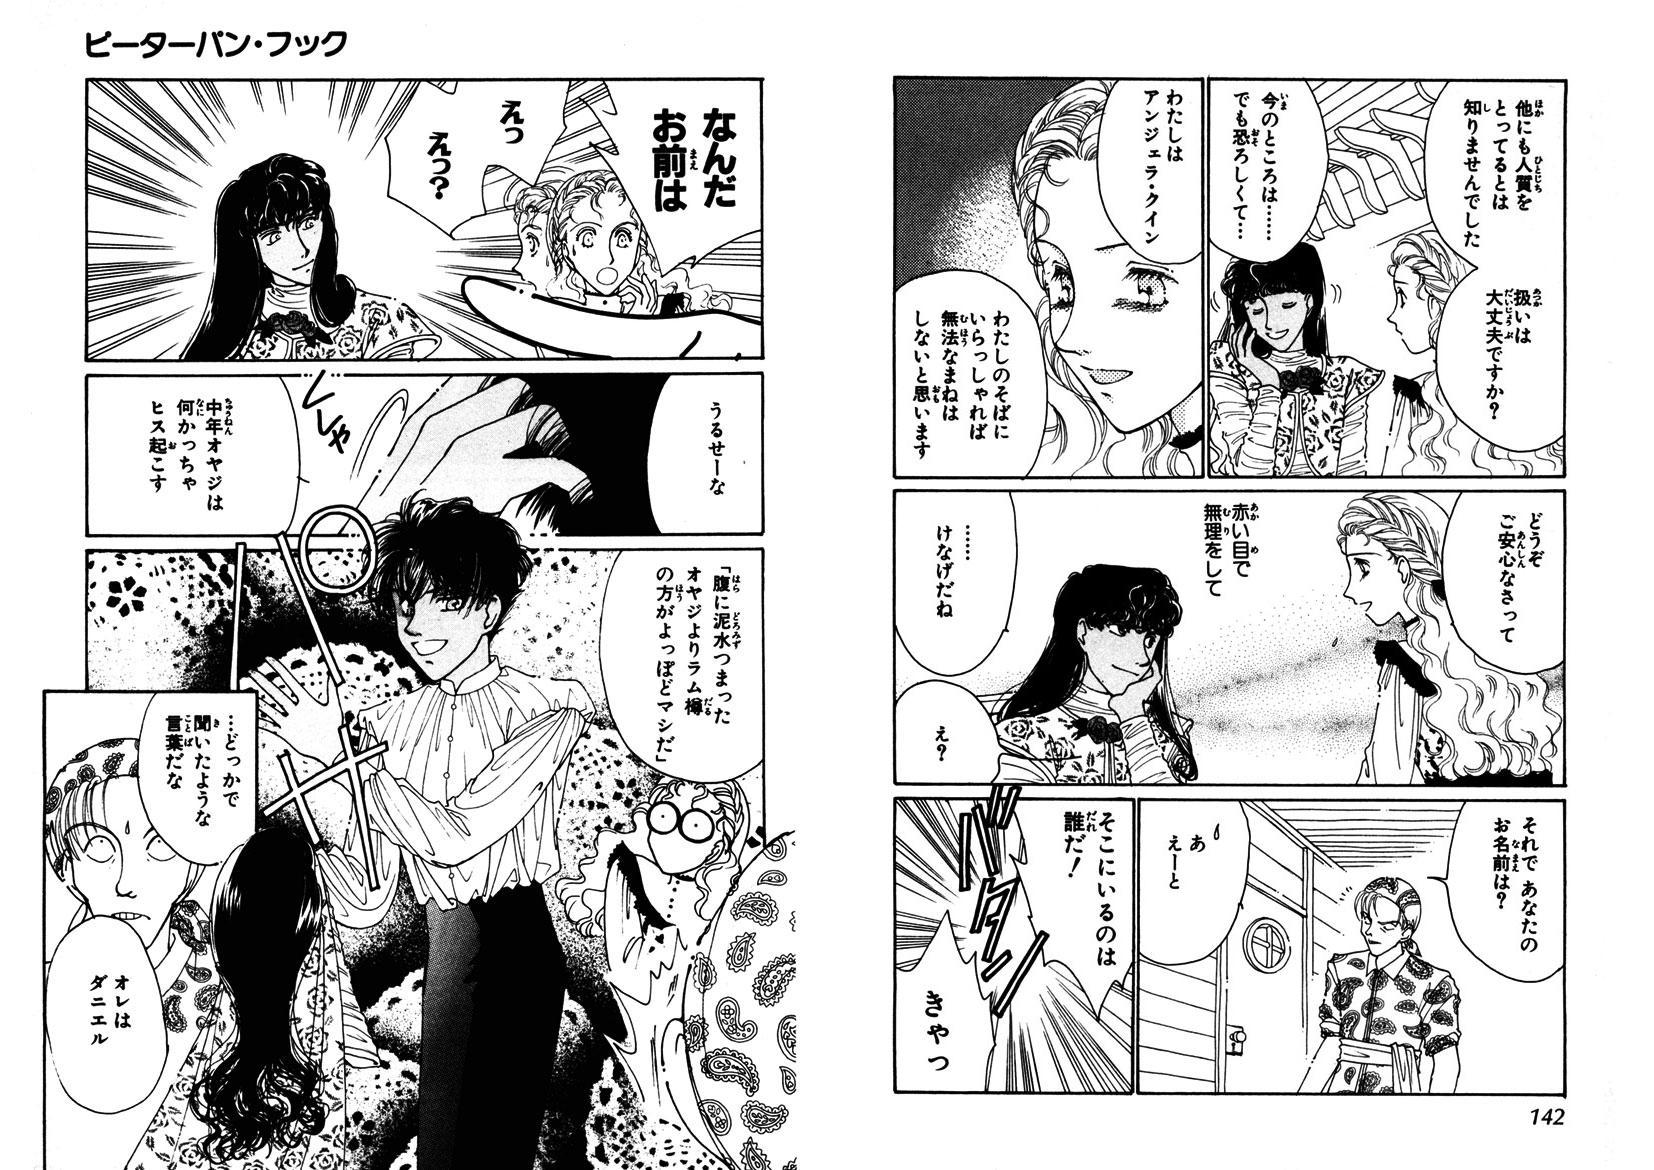 他にも人質を
とってるとは
知りませんでした
扱いは
大丈夫ですか?
今のところは……
でも恐ろしくて…
わたしは
アンジェラ・クイン
わたしのそばに
いらっしゃれば
無法なまねは
しないと思います
どうぞ
ご安心なさって
赤い目で
無理をして
……
けなげだね
え?
それで あなたの
お名前は?
あ
えーと
そこにいるのは
誰だ!
バタン
きゃっ
142
ピーターパン・フック
なんだ
お前は
えっ
えっ?
うるせーな
くしゃ
中年オヤジは
何かっちゃ
ヒス起こす
「腹に泥水つまった
オヤジよりラム樽
の方がよっぽどマシだ」
パサ
…どっかで
聞いたような
言葉だな
オレは
ダニエル